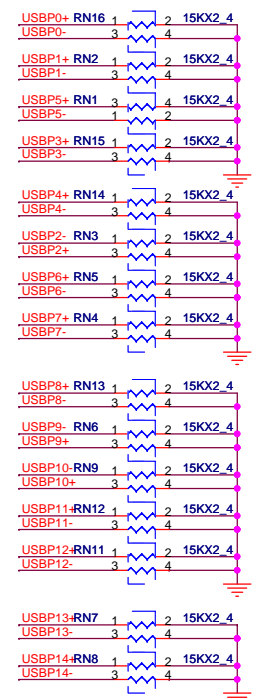 USBP0+ RN16 1 2 15KX2_4
USBP0- 3 4
USBP1+ RN2 1 2 15KX2_4
USBP1- 3 4
USBP5+ RN1 3 4 15KX2_4
USBP5- 1 2
USBP3+ RN15 1 2 15KX2_4
USBP3- 3 4
USBP4+ RN14 1 2 15KX2_4
USBP4- 3 4
USBP2- RN3 1 2 15KX2_4
USBP2+ 3 4
USBP6+ RN5 1 2 15KX2_4
USBP6- 3 4
USBP7+ RN4 1 2 15KX2_4
USBP7- 3 4
USBP8+ RN13 1 2 15KX2_4
USBP8- 3 4
USBP9- RN6 1 2 15KX2_4
USBP9+ 3 4
USBP10- RN9 1 2 15KX2_4
USBP10+ 3 4
USBP11+ RN12 1 2 15KX2_4
USBP11- 3 4
USBP12+ RN11 1 2 15KX2_4
USBP12- 3 4
USBP13+ RN7 1 2 15KX2_4
USBP13- 3 4
USBP14+ RN8 1 2 15KX2_4
USBP14- 3 4